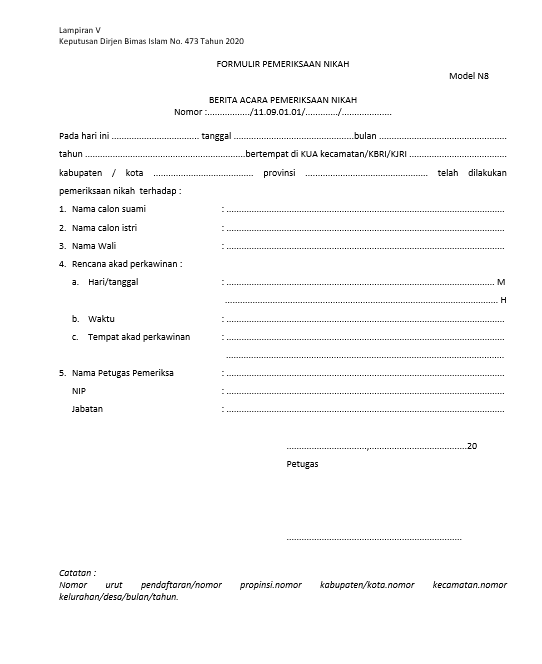 Lampiran V
Keputusan Dirjen Bimas Islam No. 473 Tahun 2020
FORMULIR PEMERIKSAAN NIKAH
Model N8
BERITA ACARA PEMERIKSAAN NIKAH
Nomor :................/11.09.01.01/............/...................
Pada hari ini .................................. tanggal ...............................................bulan .................................................
tahun ...............................................................bertempat di KUA kecamatan/KBRI/KJRI ......................................
kabupaten / kota ....................................... provinsi ................................................ telah dilakukan
pemeriksaan nikah terhadap :
1. Nama calon suami : ..............................................................................................................
2. Nama calon istri : ..............................................................................................................
3. Nama Wali : ..............................................................................................................
4. Rencana akad perkawinan :
a. Hari/tanggal : .......................................................................................................... M
........................................................................................................... H
b. Waktu : ..............................................................................................................
c. Tempat akad perkawinan : ..............................................................................................................
..............................................................................................................
5. Nama Petugas Pemeriksa : ..............................................................................................................
NIP : ..............................................................................................................
Jabatan : ..............................................................................................................
................................,......................................20
Petugas
.....................................................................
Catatan :
Nomor urut pendaftaran/nomor propinsi.nomor kabupaten/kota.nomor kecamatan.nomor
kelurahan/desa/bulan/tahun.